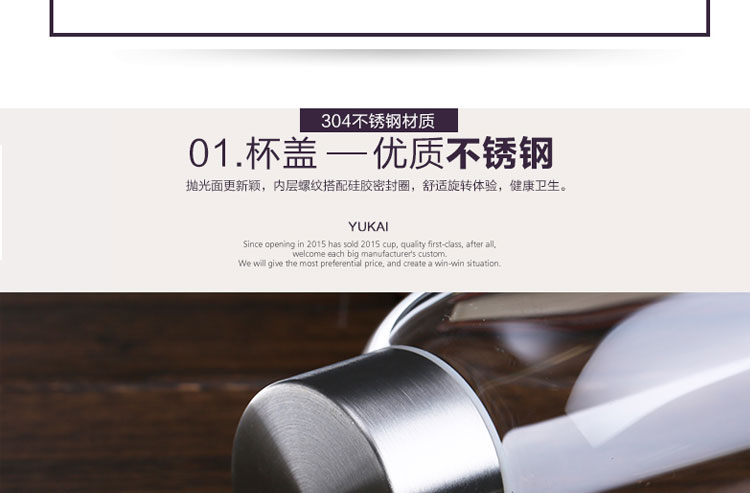 304不锈钢材质
01.杯盖 — 优质不锈钢
抛光面更新颖，内层螺纹搭配硅胶密封圈，舒适旋转体验，健康卫生。
YUKAI
Since opening in 2015 has sold 2015 cup, quality first-class, after all,
welcome each big manufacturer's custom.
We will give the most preferential price, and create a win-win situation.